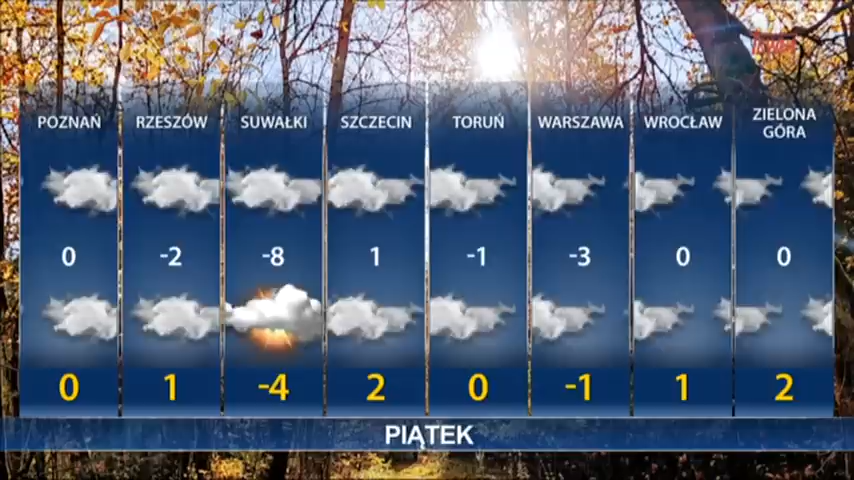 POZNAŃ RZESZÓW SUWAŁKI SZCZECIN TORUŃ WARSZAWA WROCŁAW ZIELONA GÓRA
0 -2 -8 1 -1 -3 0 0
0 1 -4 2 0 -1 1 2
PIĄTEK